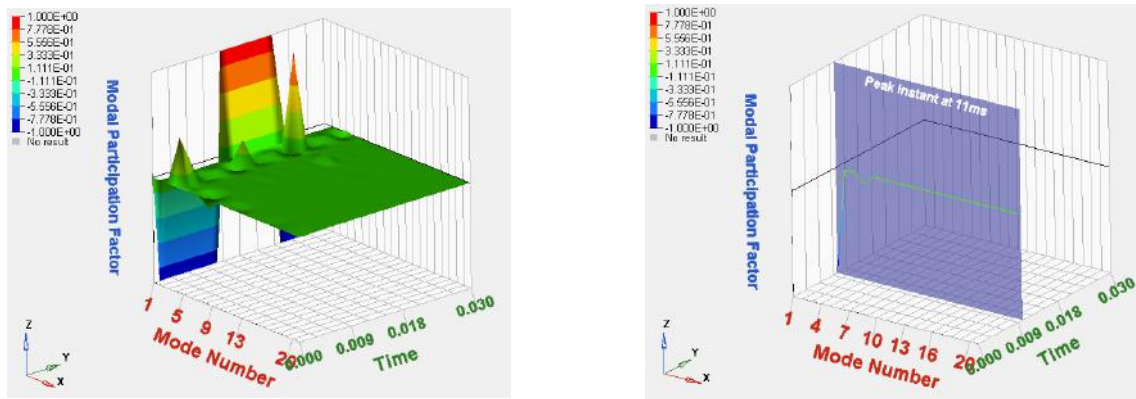 1.000E+00
7.778E-01
5.556E-01
3.333E-01
1.111E-01
-1.111E-01
-3.333E-01
-5.556E-01
-7.778E-01
-1.000E+00
No result
Modal Participation Factor
1 5 9 13 20
Mode Number
0.000 0.009 0.018 0.030
Time
Z
Y
X
1.000E+00
7.778E-01
5.556E-01
3.333E-01
1.111E-01
-1.111E-01
-3.333E-01
-5.556E-01
-7.778E-01
-1.000E+00
No result
Modal Participation Factor
Peak Instant at 11ms
1 4 7 10 13 16 20
Mode Number
0.000 0.009 0.018 0.030
Time
Z
Y
X